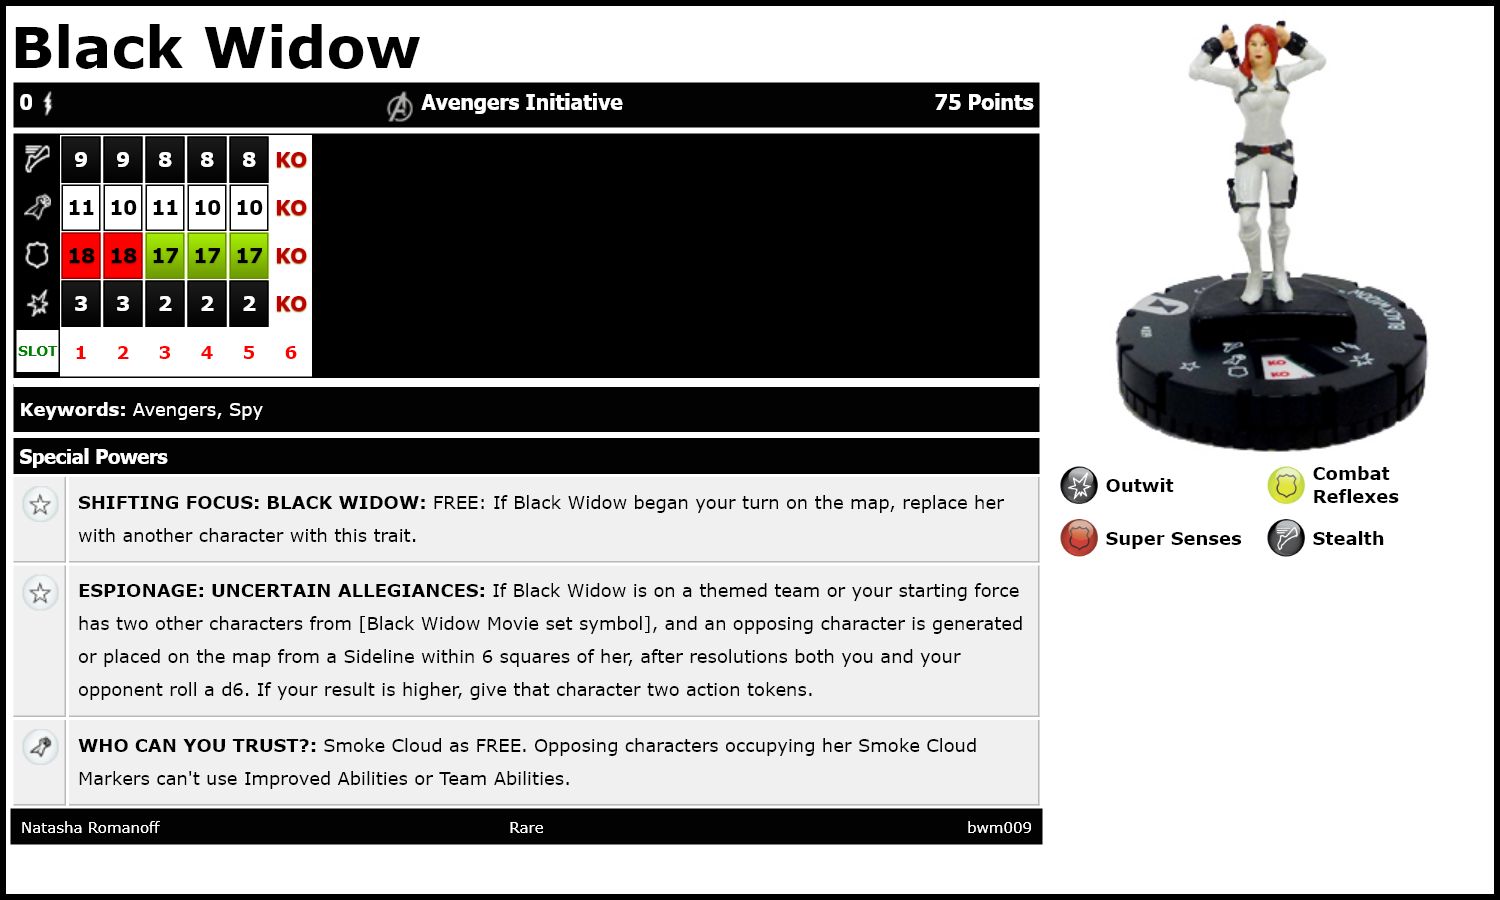 Black Widow
0 Avengers Initiative 75 Points
9 9 8 8 8 KO
11 10 11 10 10 KO
18 18 17 17 17 KO
3 3 2 2 2 KO
SLOT 1 2 3 4 5 6
Keywords: Avengers, Spy
Special Powers
SHIFTING FOCUS: BLACK WIDOW: FREE: If Black Widow began your turn on the map, replace her
with another character with this trait.
ESPIONAGE: UNCERTAIN ALLEGIANCES: If Black Widow is on a themed team or your starting force
has two other characters from [Black Widow Movie set symbol], and an opposing character is generated
or placed on the map from a Sideline within 6 squares of her, after resolutions both you and your
opponent roll a d6. If your result is higher, give that character two action tokens.
WHO CAN YOU TRUST?: Smoke Cloud as FREE. Opposing characters occupying her Smoke Cloud
Markers can't use Improved Abilities or Team Abilities.
Natasha Romanoff Rare bwm009
BLACK WIDOW
0
KO
KO
Outwit
Combat
Reflexes
Super Senses
Stealth